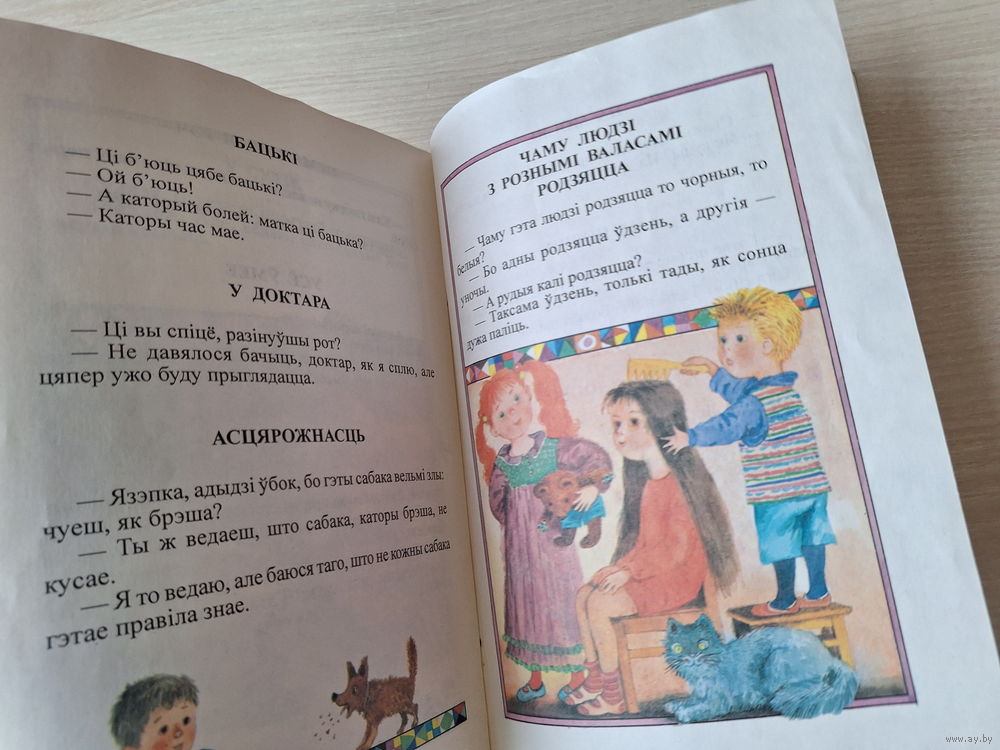 БАЦЬКІ
— Ці б’юць цябе бацькі?
— Ой б’юць!
— А каторый болей: матка ці бацька?
— Каторы час мае.
У ДОКТАРА
— Ці вы спіцё, разінуўшы рот?
— Не давялося бачыць, доктар, як я сплю, але
цяпер ужо буду прыглядацца.
АСЦЯРОЖНАСЦЬ
— Язэпка, адыдзі ўбок, бо гэты сабака вельмі злы:
чуеш, як брэша?
— Ты ж ведаеш, што сабака, каторы брэша, не
кусае.
— Я то ведаю, але баюся таго, што не кожны сабака
гэтае правіла знае.
ЧАМУ ЛЮДЗІ
З РОЗНЫМІ ВАЛАСАМІ
РОДЗЯЦЦА
— Чаму гэта людзі родзяцца то чорныя, то
белыя?
— Бо адны родзяцца ўдзень, а другія —
уночы.
— А рудыя калі родзяцца?
— Таксама ўдзень, толькі тады, як сонца
дужа паліць.
www.ay.by